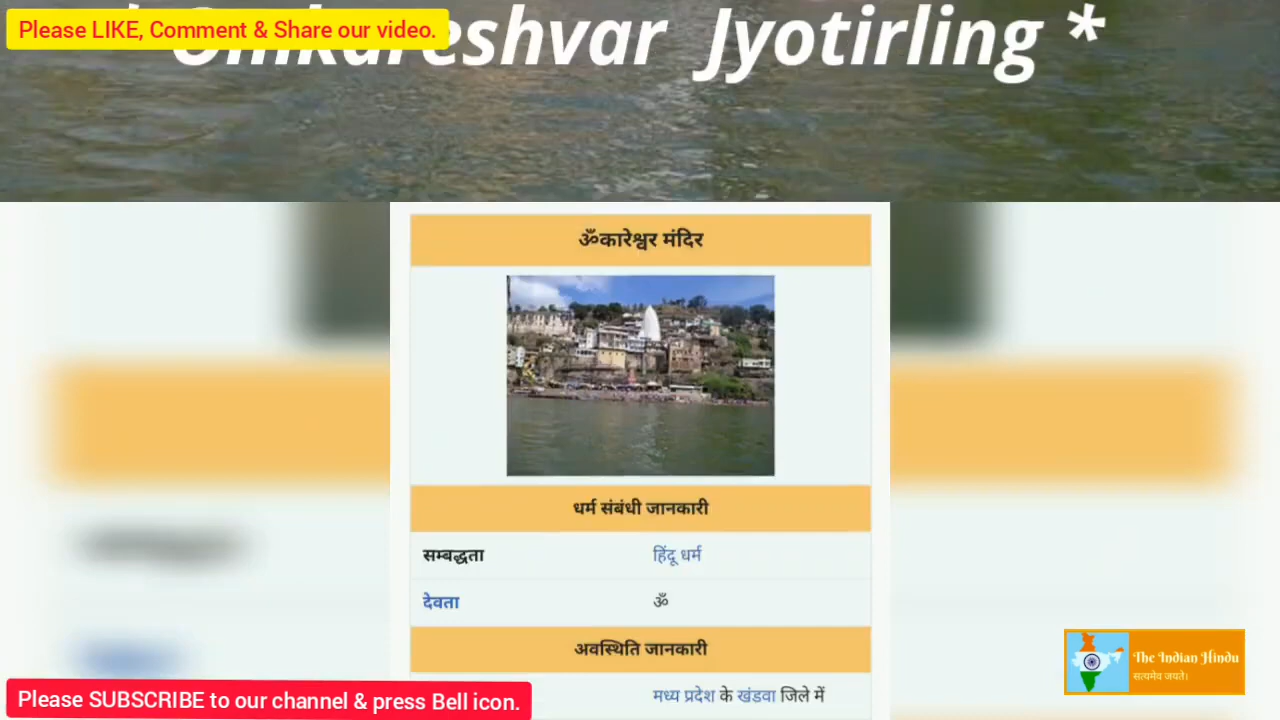 Please LIKE, Comment & Share our video.
Jyotirling *
ॐकारेश्वर मंदिर
धर्म संबंधी जानकारी
सम्बद्धता हिंदू धर्म
देवता ॐ
अवस्थिति जानकारी
मध्य प्रदेश के खंडवा जिले में
The Indian Hindu
सत्यमेव जयते।
Please SUBSCRIBE to our channel & press Bell icon.